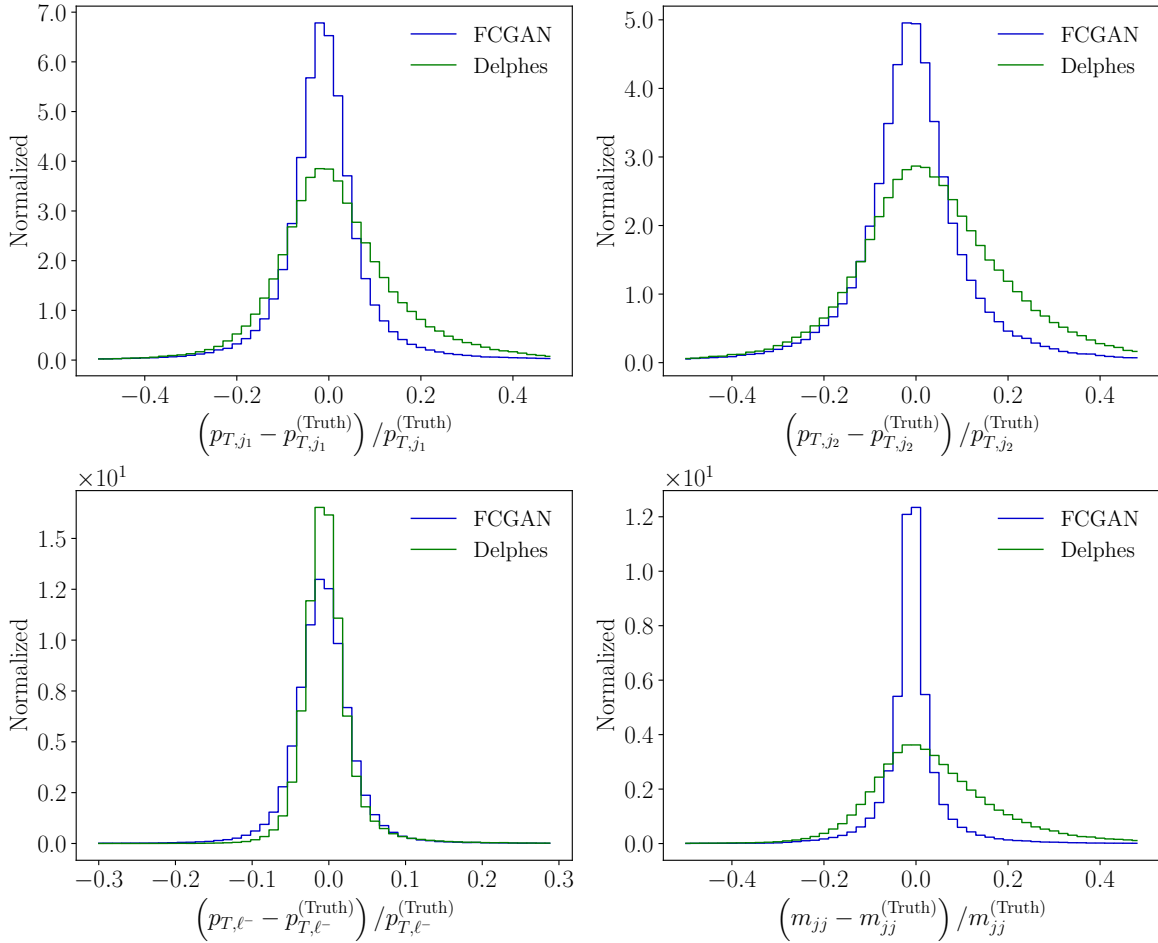 7.0
6.0
5.0
4.0
3.0
2.0
1.0
0.0
Normalized
FCGAN
Delphes
−0.4 −0.2 0.0 0.2 0.4
(p_{T,j_1} − p_{T,j_1}^{(Truth)}) / p_{T,j_1}^{(Truth)}
5.0
4.0
3.0
2.0
1.0
0.0
Normalized
FCGAN
Delphes
−0.4 −0.2 0.0 0.2 0.4
(p_{T,j_2} − p_{T,j_2}^{(Truth)}) / p_{T,j_2}^{(Truth)}
×10^1
1.5
1.3
1.0
0.8
0.5
0.2
0.0
Normalized
FCGAN
Delphes
−0.3 −0.2 −0.1 0.0 0.1 0.2 0.3
(p_{T,ℓ^−} − p_{T,ℓ^−}^{(Truth)}) / p_{T,ℓ^−}^{(Truth)}
×10^1
1.2
1.0
0.8
0.6
0.4
0.2
0.0
Normalized
FCGAN
Delphes
−0.4 −0.2 0.0 0.2 0.4
(m_{jj} − m_{jj}^{(Truth)}) / m_{jj}^{(Truth)}